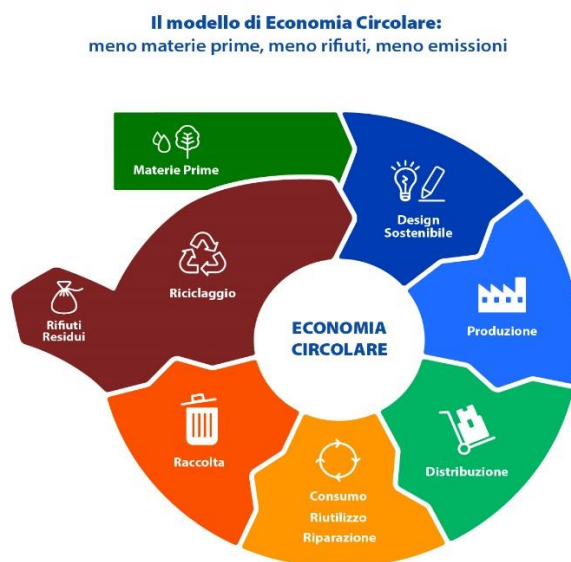 Il modello di Economia Circolare:
meno materie prime, meno rifiuti, meno emissioni
Materie Prime
Design
Sostenibile
Produzione
Distribuzione
Consumo
Riutilizzo
Riparazione
Raccolta
Riciclaggio
Rifiuti
Residui
ECONOMIA
CIRCOLARE